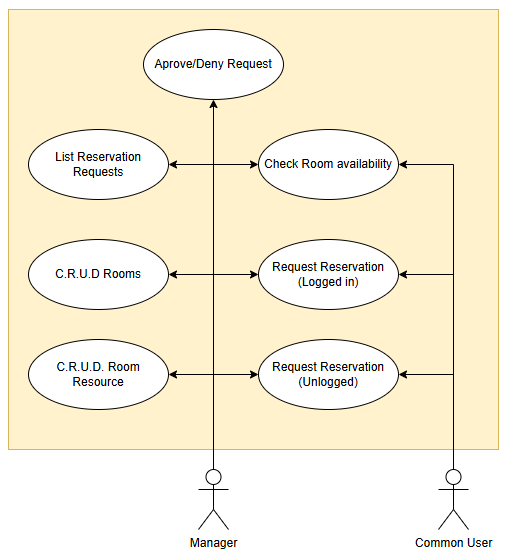 Aprove/Deny Request
List Reservation
Requests
Check Room availability
C.R.U.D Rooms
Request Reservation
(Logged in)
C.R.U.D. Room
Resource
Request Reservation
(Unlogged)
Manager
Common User